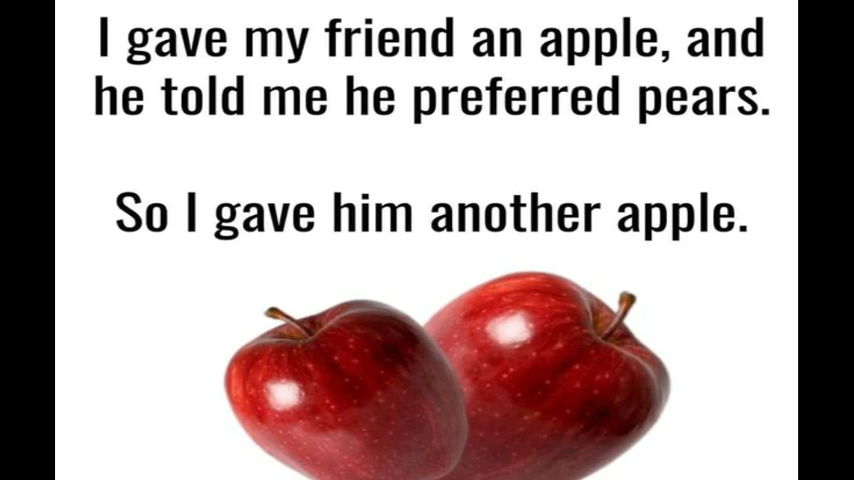 I gave my friend an apple, and
he told me he preferred pears.
So I gave him another apple.